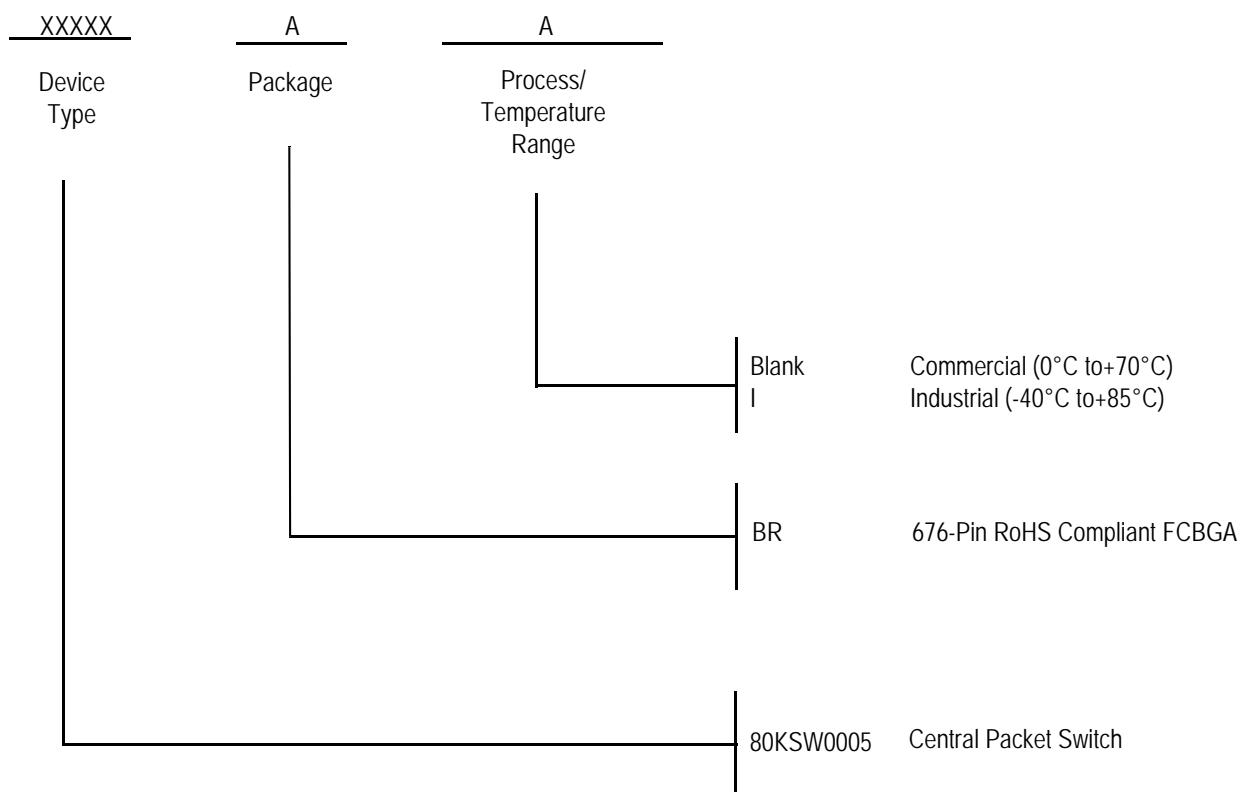 XXXXX A A
Device
Type
Package
Process/
Temperature
Range
Blank Commercial (0°C to+70°C)
I Industrial (-40°C to+85°C)
BR 676-Pin RoHS Compliant FCBGA
80KSW0005 Central Packet Switch